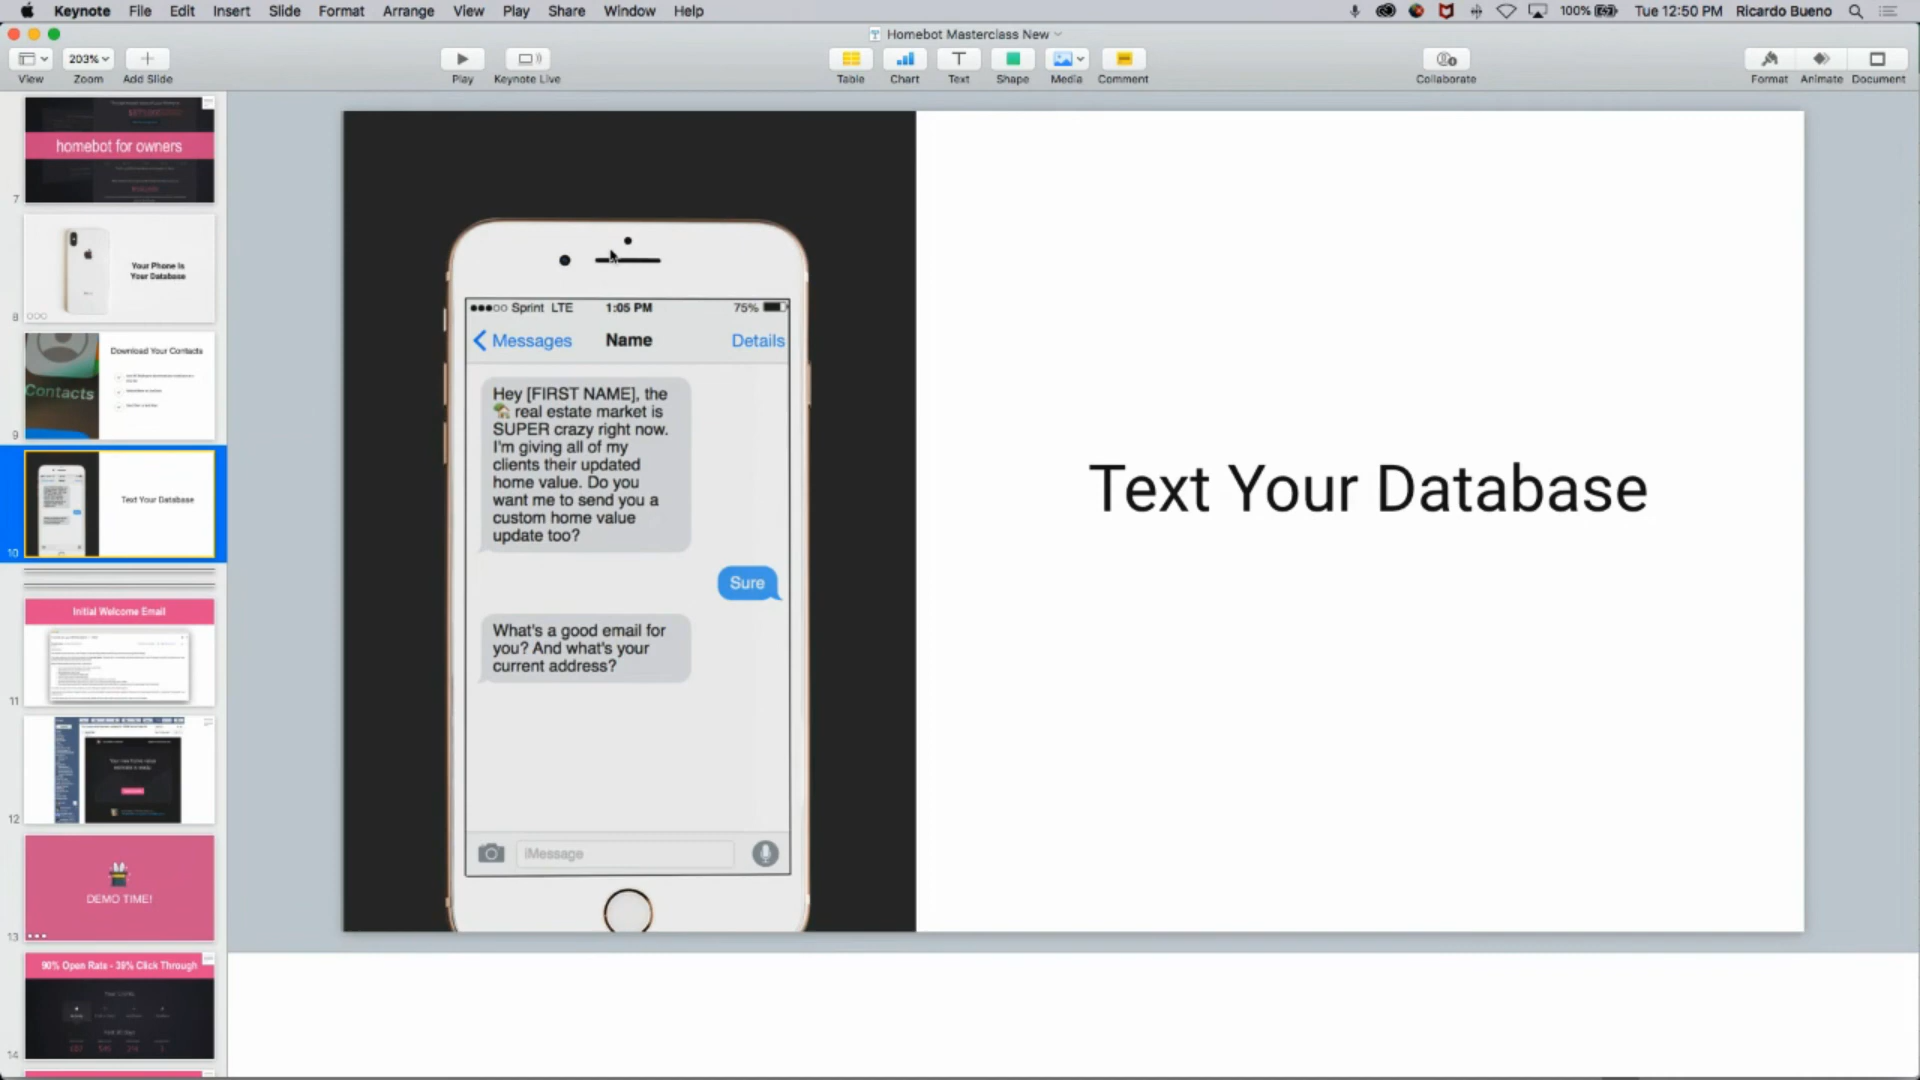 Keynote File Edit Insert Slide Format Arrange View Play Share Window Help
100% Tue 12:50 PM Ricardo Bueno
Homebot Masterclass New
203%
View Zoom Add Slide Play Keynote Live Table Chart Text Shape Media Comment Collaborate Format Animate Document
homebot for owners
7
Your Phone Is
Your Database
8
Download Your Contacts
Contacts
9
Text Your Database
10
Initial Welcome Email
11
12
DEMO TIME!
13
90% Open Rate - 39% Click Through
14
Sprint LTE 1:05 PM 75%
Messages Name Details
Hey [FIRST NAME], the
🏡 real estate market is
SUPER crazy right now.
I'm giving all of my
clients their updated
home value. Do you
want me to send you a
custom home value
update too?
Sure
What's a good email for
you? And what's your
current address?
iMessage
Text Your Database